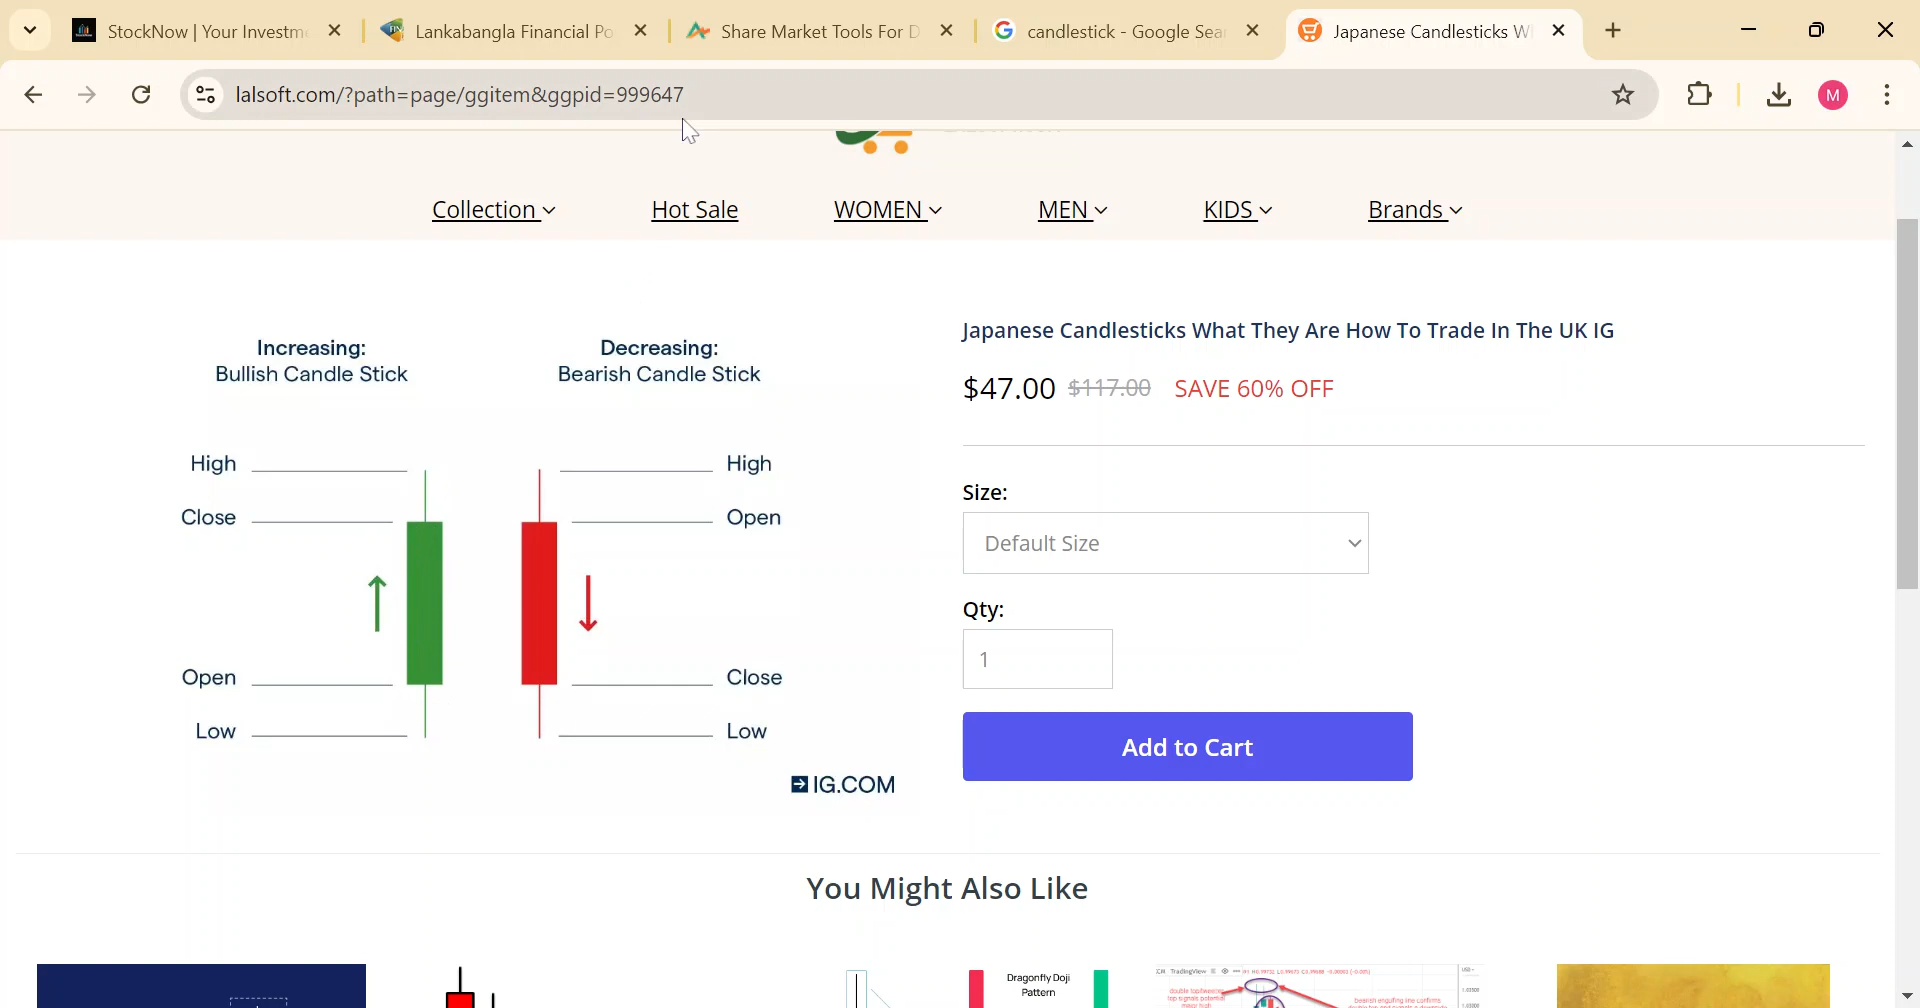 StockNow | Your Investm
Lankabangla Financial Po
Share Market Tools For D
candlestick - Google Sear
Japanese Candlesticks W
lalsoft.com/?path=page/ggitem&ggpid=999647
M
Collection
Hot Sale
WOMEN
MEN
KIDS
Brands
Increasing:
Bullish Candle Stick
Decreasing:
Bearish Candle Stick
High
Close
Open
Low
High
Open
Close
Low
IG.COM
Japanese Candlesticks What They Are How To Trade In The UK IG
$47.00 $117.00 SAVE 60% OFF
Size:
Default Size
Qty:
1
Add to Cart
You Might Also Like
Dragonfly Doji
Pattern
TradingView